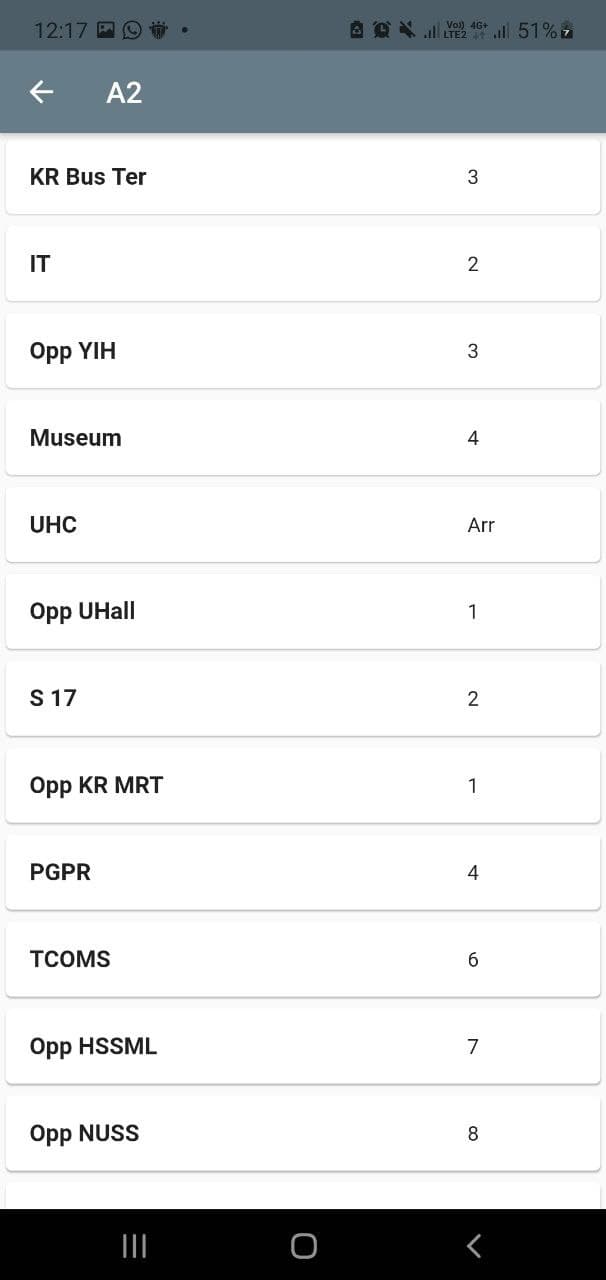 12:17
Vo)) 4G+
LTE2
51%
A2
KR Bus Ter 3
IT 2
Opp YIH 3
Museum 4
UHC Arr
Opp UHall 1
S 17 2
Opp KR MRT 1
PGPR 4
TCOMS 6
Opp HSSML 7
Opp NUSS 8